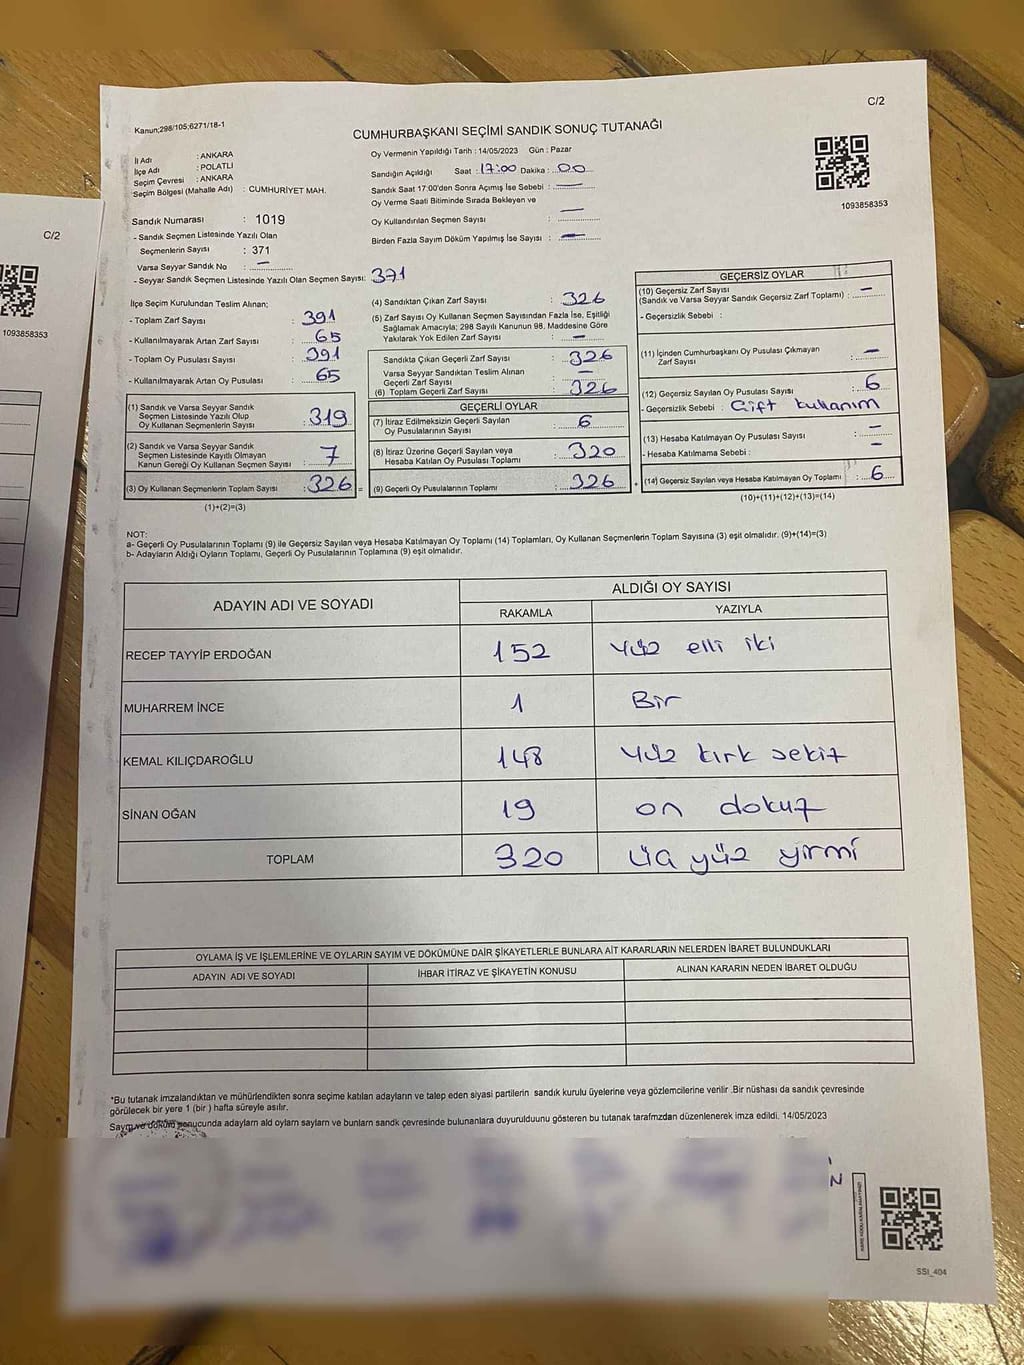 C/2
Kanun;298/105;6271/18-1
CUMHURBAŞKANI SEÇİMİ SANDIK SONUÇ TUTANAĞI
İl Adı : ANKARA
İlçe Adı : POLATLI
Seçim Çevresi : ANKARA
Seçim Bölgesi (Mahalle Adı) : CUMHURİYET MAH.
Oy Vermenin Yapıldığı Tarih : 14/05/2023 Gün : Pazar
Sandığın Açıldığı Saat : 17:00 Dakika : 00
Sandık Saat 17:00'den Sonra Açımış İse Sebebi : —
Oy Verme Saati Bitiminde Sırada Bekleyen ve
Oy Kullandırılan Seçmen Sayısı : —
Birden Fazla Sayım Döküm Yapılmış İse Sayısı : —
1093858353
Sandık Numarası : 1019
- Sandık Seçmen Listesinde Yazılı Olan
Seçmenlerin Sayısı : 371
Varsa Seyyar Sandık No : —
- Seyyar Sandık Seçmen Listesinde Yazılı Olan Seçmen Sayısı: 371
İlçe Seçim Kurulundan Teslim Alınan;
- Toplam Zarf Sayısı : 391
- Kullanılmayarak Artan Zarf Sayısı : 65
- Toplam Oy Pusulası Sayısı : 391
- Kullanılmayarak Artan Oy Pusulası : 65
(1) Sandık ve Varsa Seyyar Sandık
Seçmen Listesinde Yazılı Olup
Oy Kullanan Seçmenlerin Sayısı : 319
(2) Sandık ve Varsa Seyyar Sandık
Seçmen Listesinde Kayıtlı Olmayan
Kanun Gereği Oy Kullanan Seçmen Sayısı : 7
(3) Oy Kullanan Seçmenlerin Toplam Sayısı : 326 =
(1)+(2)=(3)
(4) Sandıktan Çıkan Zarf Sayısı : 326
(5) Zarf Sayısı Oy Kullanan Seçmen Sayısından Fazla İse, Eşitliği
Sağlamak Amacıyla; 298 Sayılı Kanunun 98. Maddesine Göre
Yakılarak Yok Edilen Zarf Sayısı : —
Sandıkta Çıkan Geçerli Zarf Sayısı : 326
Varsa Seyyar Sandıktan Teslim Alınan
Geçerli Zarf Sayısı : —
(6) Toplam Geçerli Zarf Sayısı : 326
GEÇERLİ OYLAR
(7) İtiraz Edilmeksizin Geçerli Sayılan
Oy Pusulalarının Sayısı : 6
(8) İtiraz Üzerine Geçerli Sayılan veya
Hesaba Katılan Oy Pusulası Toplamı : 320
(9) Geçerli Oy Pusulalarının Toplamı : 326 +
GEÇERSİZ OYLAR
(10) Geçersiz Zarf Sayısı
(Sandık ve Varsa Seyyar Sandık Geçersiz Zarf Toplamı) : —
- Geçersizlik Sebebi :
(11) İçinden Cumhurbaşkanı Oy Pusulası Çıkmayan
Zarf Sayısı : —
(12) Geçersiz Sayılan Oy Pusulası Sayısı : 6
- Geçersizlik Sebebi : Çift kullanım
(13) Hesaba Katılmayan Oy Pusulası Sayısı : —
- Hesaba Katılmama Sebebi : —
(14) Geçersiz Sayılan veya Hesaba Katılmayan Oy Toplamı : 6
(10)+(11)+(12)+(13)=(14)
NOT:
a- Geçerli Oy Pusulalarının Toplamı (9) ile Geçersiz Sayılan veya Hesaba Katılmayan Oy Toplamı (14) Toplamları, Oy Kullanan Seçmenlerin Toplam Sayısına (3) eşit olmalıdır. (9)+(14)=(3)
b- Adayların Aldığı Oyların Toplamı, Geçerli Oy Pusulalarının Toplamına (9) eşit olmalıdır.
ADAYIN ADI VE SOYADI
ALDIĞI OY SAYISI
RAKAMLA YAZIYLA
RECEP TAYYİP ERDOĞAN 152 Yüz elli iki
MUHARREM İNCE 1 Bir
KEMAL KILIÇDAROĞLU 148 Yüz kırk sekiz
SİNAN OĞAN 19 on dokuz
TOPLAM 320 üç yüz yirmi
OYLAMA İŞ VE İŞLEMLERİNE VE OYLARIN SAYIM VE DÖKÜMÜNE DAİR ŞİKAYETLERLE BUNLARA AİT KARARLARIN NELERDEN İBARET BULUNDUKLARI
ADAYIN ADI VE SOYADI İHBAR İTİRAZ VE ŞİKAYETİN KONUSU ALINAN KARARIN NEDEN İBARET OLDUĞU
*Bu tutanak imzalandıktan ve mühürlendikten sonra seçime katılan adayların ve talep eden siyasi partilerin sandık kurulu üyelerine veya gözlemcilerine verilir .Bir nüshası da sandık çevresinde
görülecek bir yere 1 (bir ) hafta süreyle asılır.
Sayım ve döküm sonucunda adayların aldı oyların sayları ve bunların sandk çevresinde bulunanlara duyurulduunu gösteren bu tutanak tarafmzdan düzenlenerek imza edildi. 14/05/2023
SSI_404
C/2
1093858353